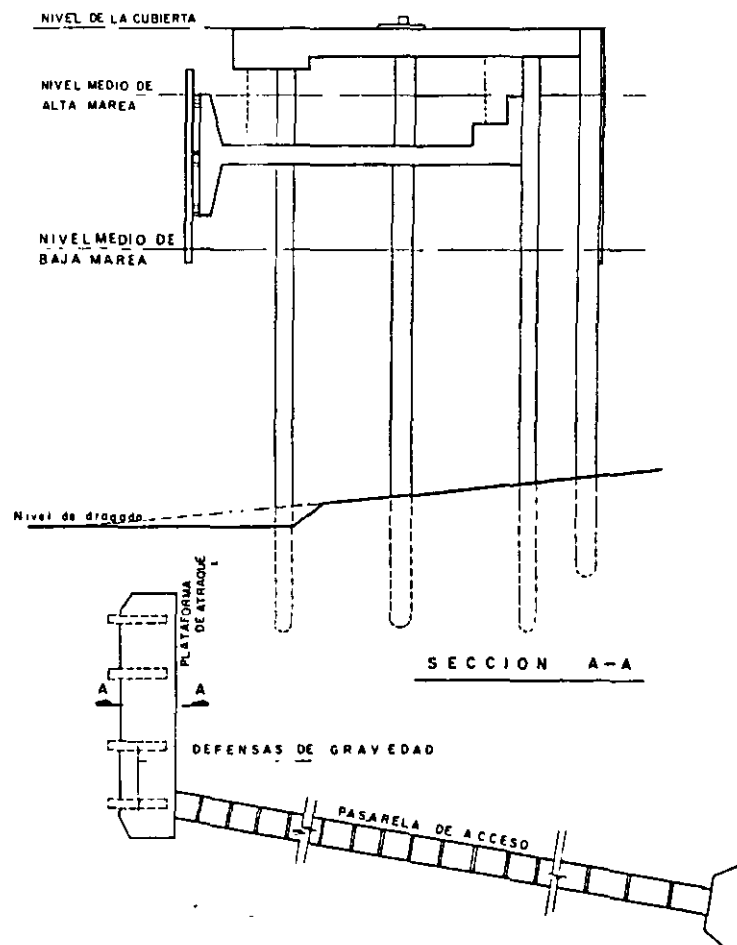 NIVEL DE LA CUBIERTA
NIVEL MEDIO DE
ALTA MAREA
NIVEL MEDIO DE
BAJA MAREA
Nivel de dragado
PLATAFORMA
DE ATRAQUE
SECCION A-A
A A
DEFENSAS DE GRAVEDAD
PASARELA DE ACCESO